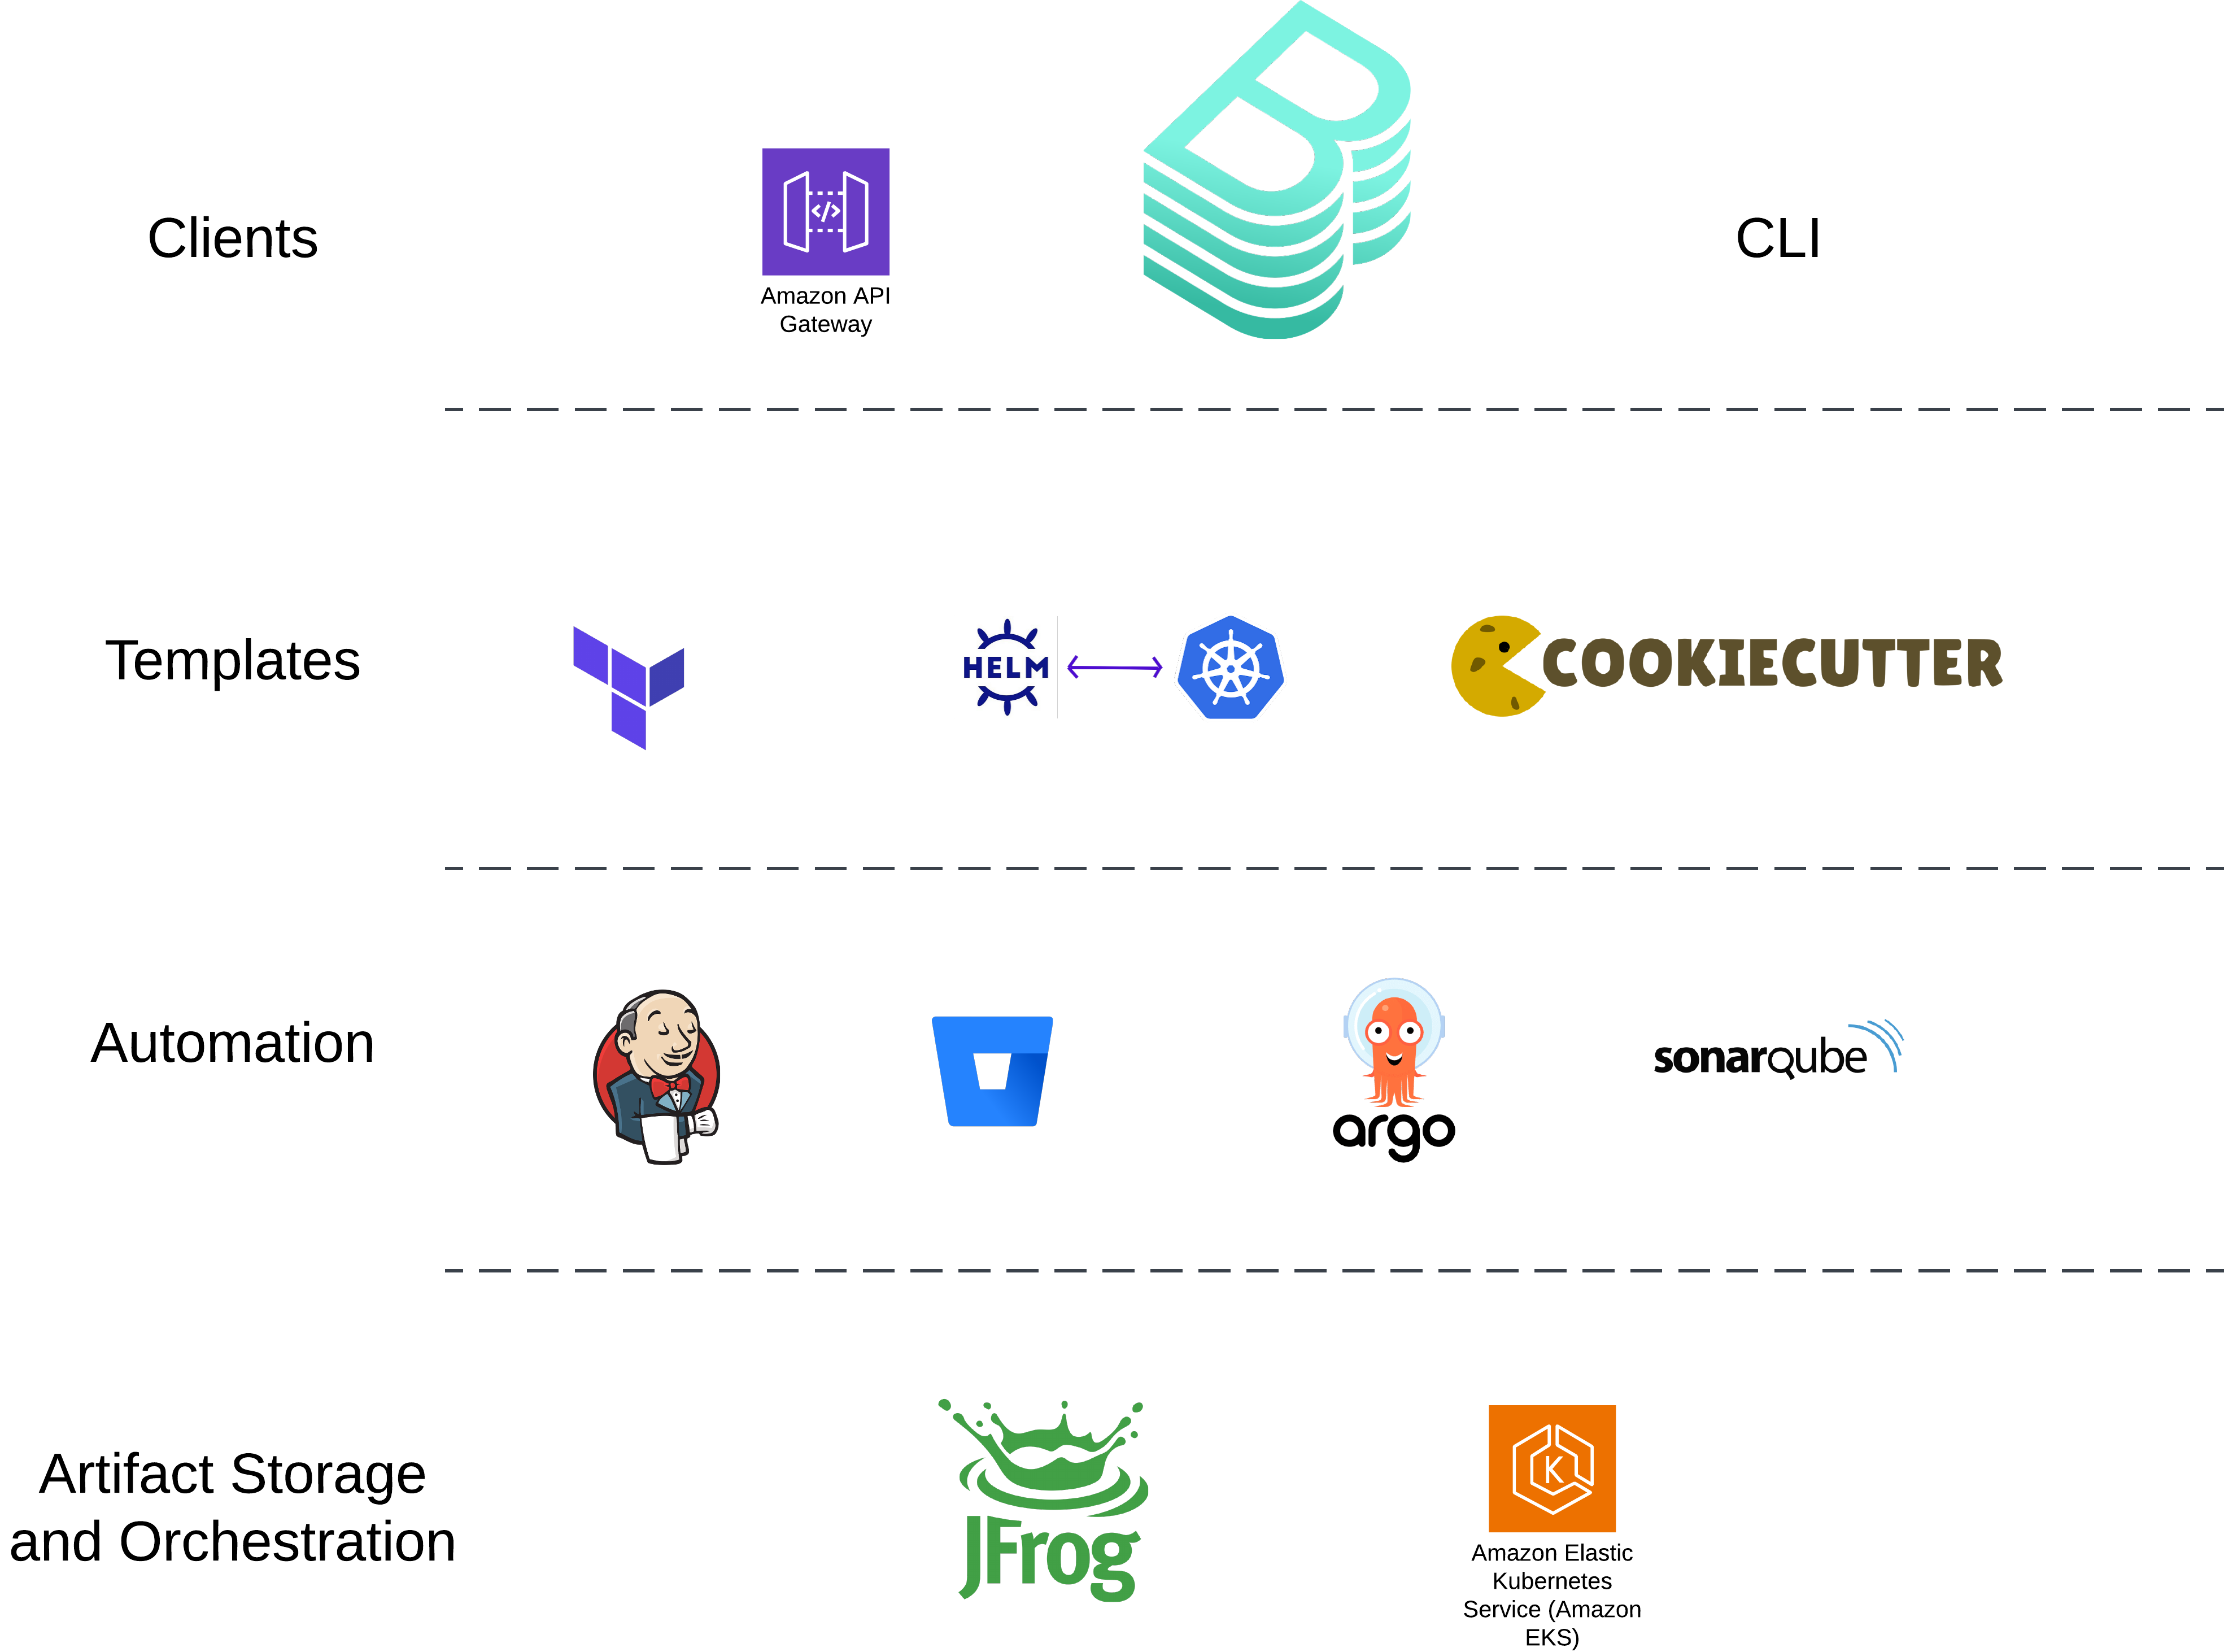 Clients
Amazon API
Gateway
CLI
Templates
HELM
COOKIECUTTER
Automation
argo
sonarqube
Artifact Storage
and Orchestration
JFrog
K
Amazon Elastic
Kubernetes
Service (Amazon
EKS)